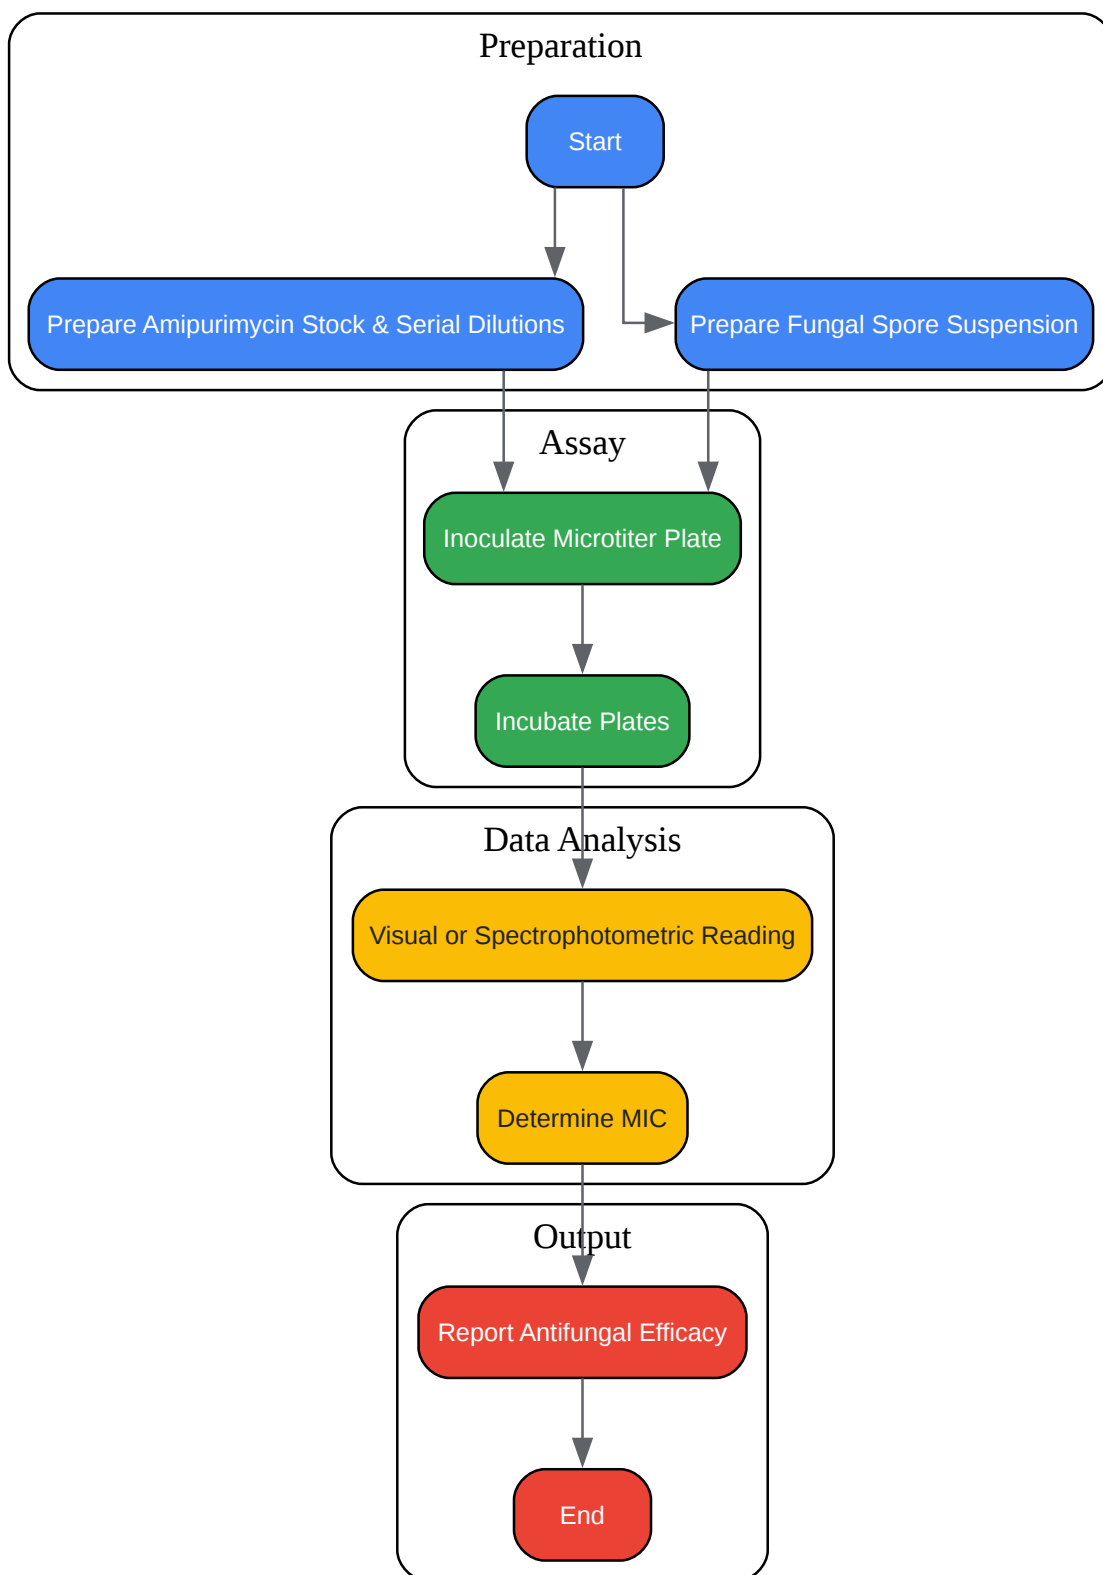 Preparation
Start
Prepare Amipurimycin Stock & Serial Dilutions
Prepare Fungal Spore Suspension
Assay
Inoculate Microtiter Plate
Incubate Plates
Data Analysis
Visual or Spectrophotometric Reading
Determine MIC
Output
Report Antifungal Efficacy
End